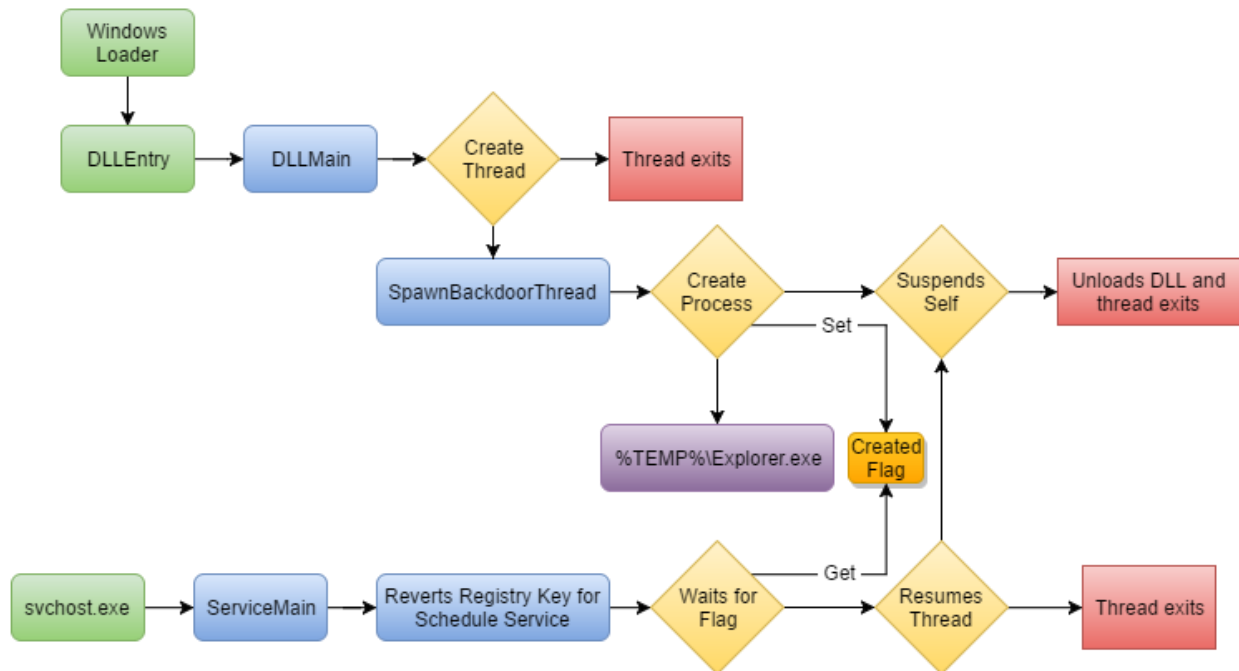 Windows
Loader
DLLEntry
DLLMain
Create
Thread
Thread exits
SpawnBackdoorThread
Create
Process
Suspends
Self
Unloads DLL and
thread exits
Set
%TEMP%\Explorer.exe
Created
Flag
Get
svchost.exe
ServiceMain
Reverts Registry Key for
Schedule Service
Waits for
Flag
Resumes
Thread
Thread exits